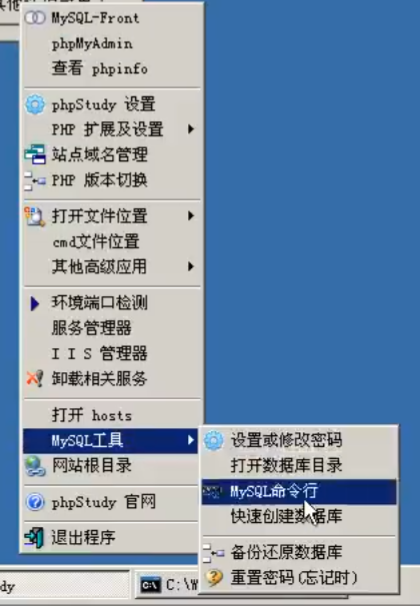 MySQL-Front
phpMyAdmin
查看 phpinfo
phpStudy 设置
PHP 扩展及设置
站点域名管理
PHP 版本切换
打开文件位置
cmd文件位置
其他高级应用
环境端口检测
服务管理器
I I S 管理器
卸载相关服务
打开 hosts
MySQL工具
网站根目录
phpStudy 官网
退出程序
设置或修改密码
打开数据库目录
MySQL命令行
快速创建数据库
备份还原数据库
重置密码(忘记时)
dy
C:\W